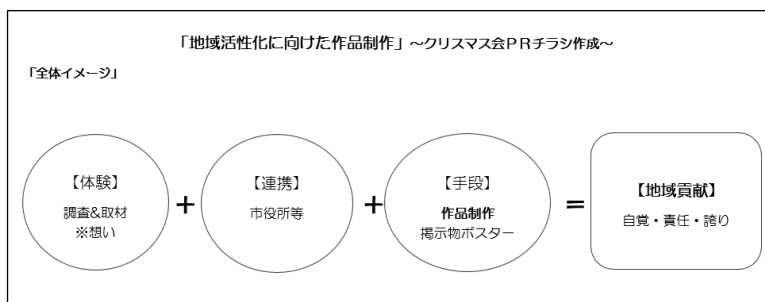 「地域活性化に向けた作品制作」~クリスマス会PRチラシ作成~
「全体イメージ」
【体験】
調査&取材
※想い
+
【連携】
市役所等
+
【手段】
作品制作
掲示物ポスター
=
【地域貢献】
自覚・責任・誇り